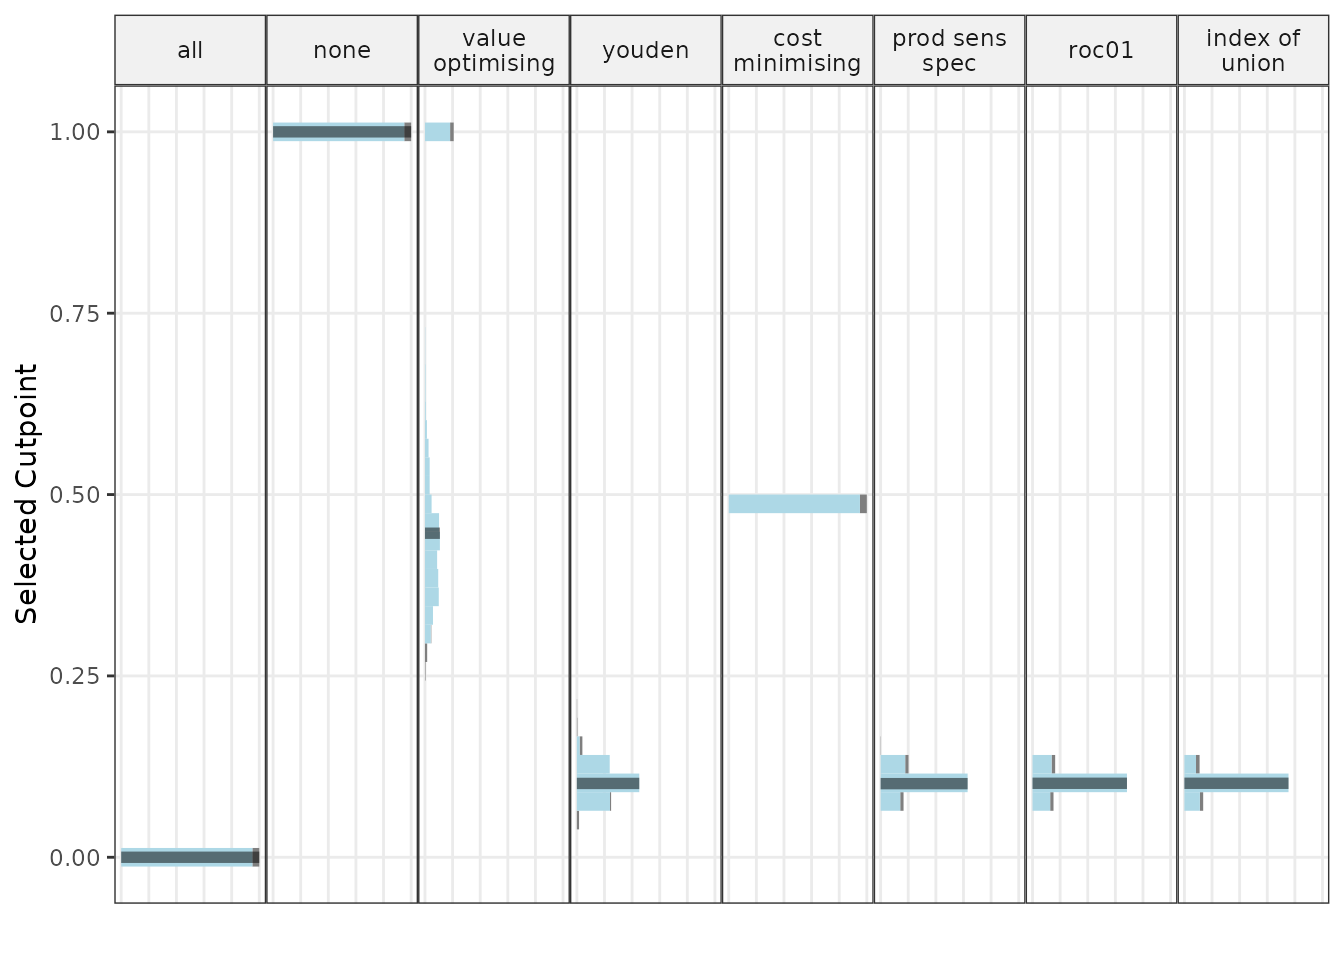 all
none
value
optimising
youden
cost
minimising
prod sens
spec
roc01
index of
union
1.00
0.75
0.50
0.25
0.00
Selected Cutpoint